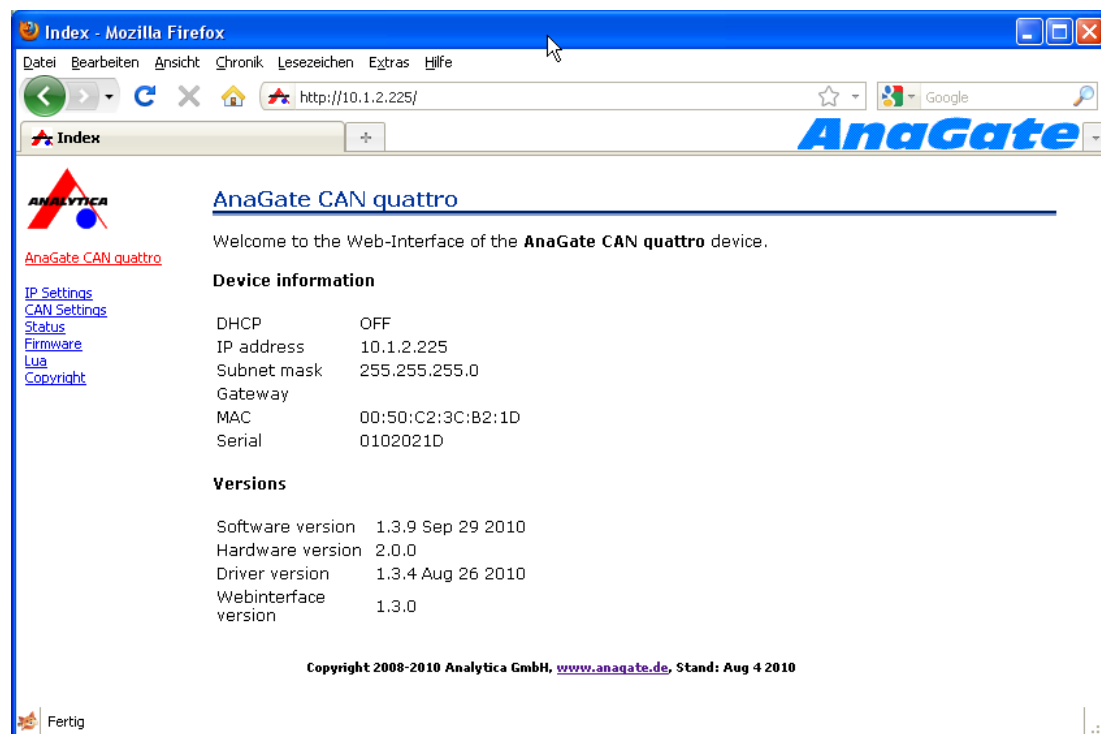 Index - Mozilla Firefox
Datei Bearbeiten Ansicht Chronik Lesezeichen Extras Hilfe
http://10.1.2.225/
Google
Index
AnaGate
ANALYTICA
AnaGate CAN quattro
IP Settings
CAN Settings
Status
Firmware
Lua
Copyright
AnaGate CAN quattro
Welcome to the Web-Interface of the AnaGate CAN quattro device.
Device information
DHCP OFF
IP address 10.1.2.225
Subnet mask 255.255.255.0
Gateway
MAC 00:50:C2:3C:B2:1D
Serial 0102021D
Versions
Software version 1.3.9 Sep 29 2010
Hardware version 2.0.0
Driver version 1.3.4 Aug 26 2010
Webinterface
version 1.3.0
Copyright 2008-2010 Analytica GmbH, www.anagate.de, Stand: Aug 4 2010
Fertig